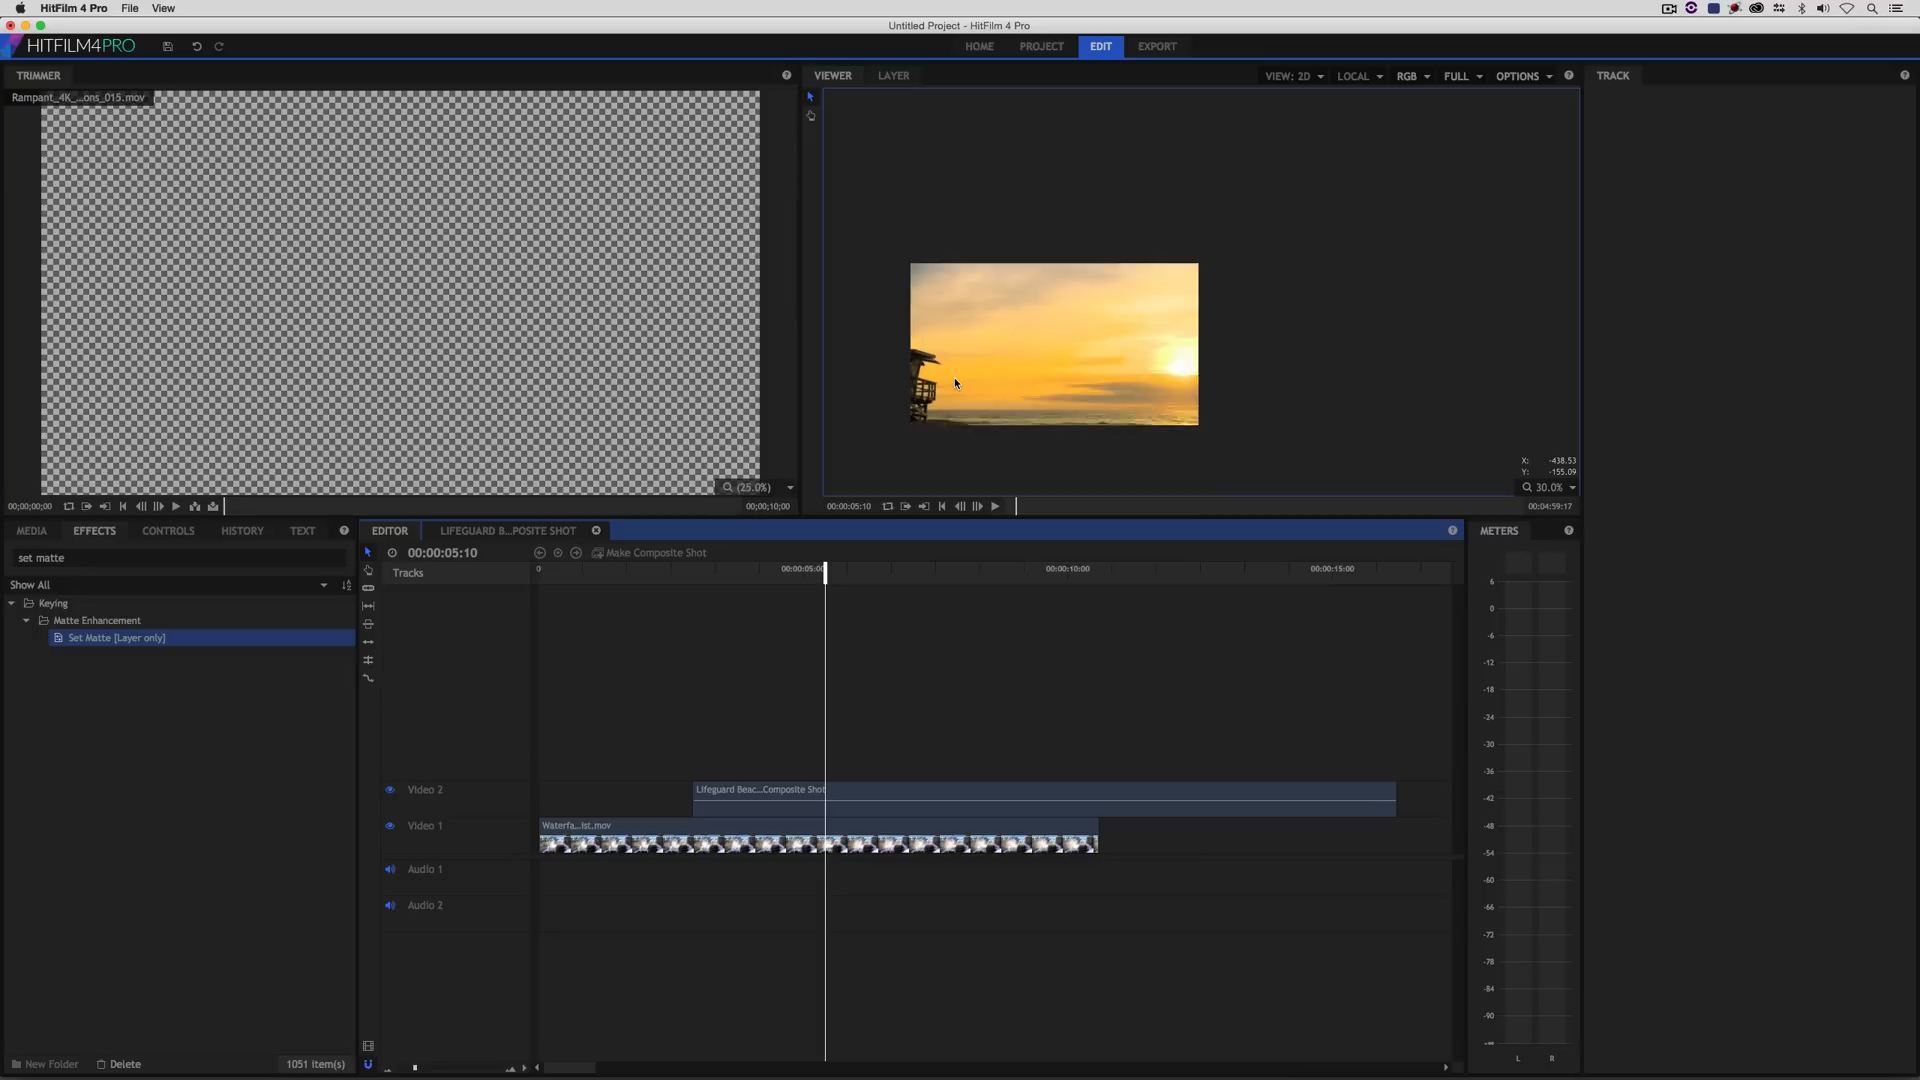 HitFilm 4 Pro File View
Untitled Project - HitFilm 4 Pro
HITFILM4PRO HOME PROJECT EDIT EXPORT
TRIMMER
Rampant_4K_...ons_015.mov
(25.0%)
00;00;00;00 00;00;10;00
VIEWER LAYER VIEW: 2D LOCAL RGB FULL OPTIONS
X: -438.53
Y: -155.09
30.0%
00:00:05:10 00:04:59:17
TRACK
MEDIA EFFECTS CONTROLS HISTORY TEXT
set matte
Show All
Keying
Matte Enhancement
Set Matte [Layer only]
New Folder Delete 1051 item(s)
EDITOR LIFEGUARD B...POSITE SHOT
00:00:05:10 Make Composite Shot
Tracks 0 00:00:05:00 00:00:10:00 00:00:15:00
Video 2 Lifeguard Beac...Composite Shot
Video 1 Waterfa...ist.mov
Audio 1
Audio 2
METERS
6
0
-6
-12
-18
-24
-30
-36
-42
-48
-54
-60
-66
-72
-78
-84
-90
L R